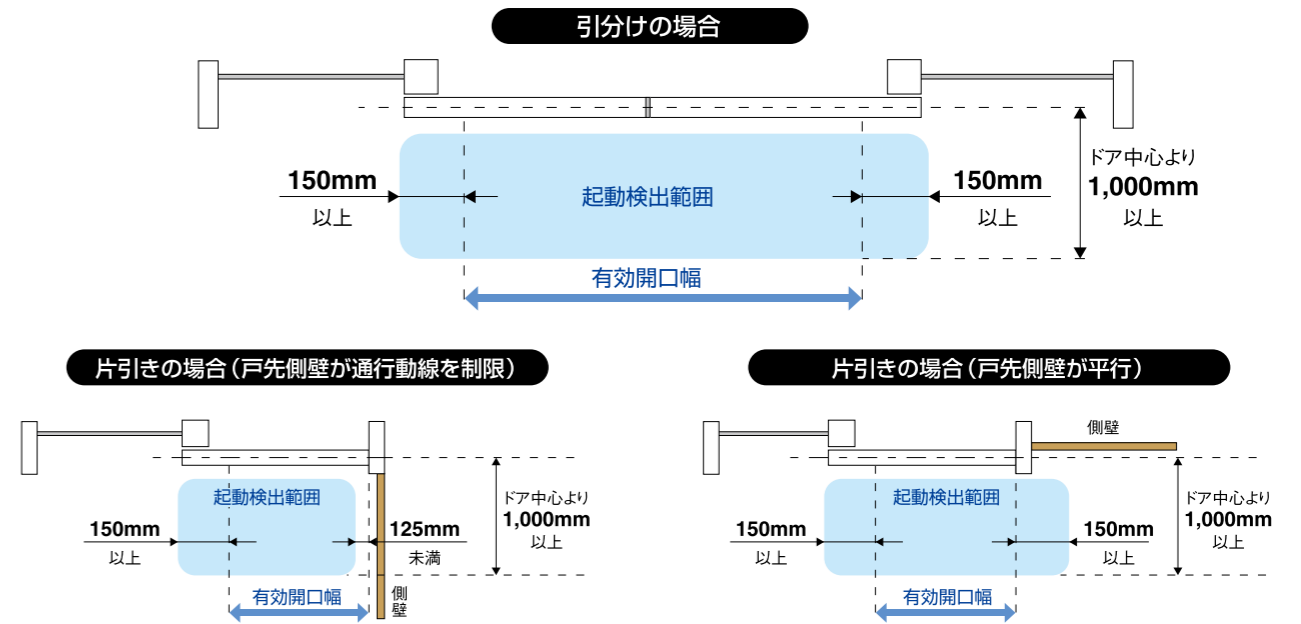 引分けの場合
150mm
以上
起動検出範囲
150mm
以上
ドア中心より
1,000mm
以上
有効開口幅
片引きの場合（戸先側壁が通行動線を制限）
起動検出範囲
150mm
以上
125mm
未満
ドア中心より
1,000mm
以上
有効開口幅
側壁
片引きの場合（戸先側壁が平行）
側壁
起動検出範囲
150mm
以上
150mm
以上
ドア中心より
1,000mm
以上
有効開口幅